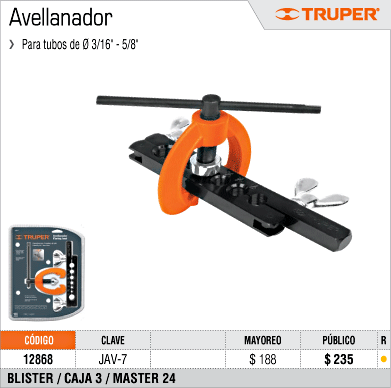 Avellanador
TRUPER®
❯ Para tubos de Ø 3/16" - 5/8"
TRUPER
CÓDIGO CLAVE MAYOREO PÚBLICO R
12868 JAV-7 $ 188 $ 235 ●
BLISTER / CAJA 3 / MASTER 24